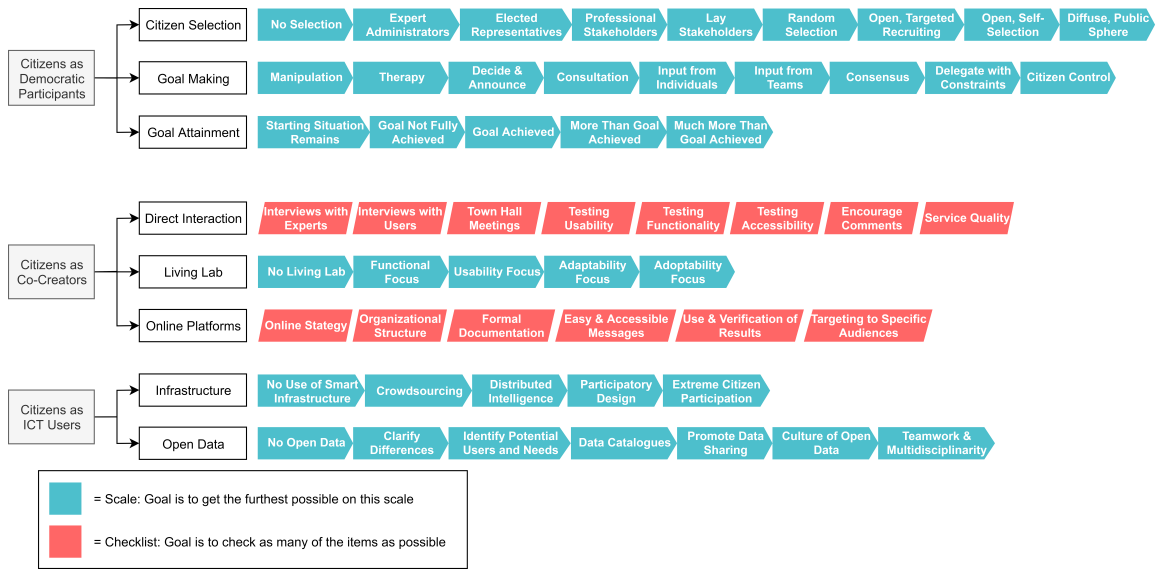 Citizens as
Democratic
Participants
Citizen Selection
No Selection
Expert
Administrators
Elected
Representatives
Professional
Stakeholders
Lay
Stakeholders
Random
Selection
Open, Targeted
Recruiting
Open, Self-
Selection
Diffuse, Public
Sphere
Goal Making
Manipulation
Therapy
Decide &
Announce
Consultation
Input from
Individuals
Input from
Teams
Consensus
Delegate with
Constraints
Citizen Control
Goal Attainment
Starting Situation
Remains
Goal Not Fully
Achieved
Goal Achieved
More Than Goal
Achieved
Much More Than
Goal Achieved
Citizens as
Co-Creators
Direct Interaction
Interviews with
Experts
Interviews with
Users
Town Hall
Meetings
Testing
Usability
Testing
Functionality
Testing
Accessibility
Encourage
Comments
Service Quality
Living Lab
No Living Lab
Functional
Focus
Usability Focus
Adaptability
Focus
Adoptability
Focus
Online Platforms
Online Stategy
Organizational
Structure
Formal
Documentation
Easy & Accessible
Messages
Use & Verification of
Results
Targeting to Specific
Audiences
Citizens as
ICT Users
Infrastructure
No Use of Smart
Infrastructure
Crowdsourcing
Distributed
Intelligence
Participatory
Design
Extreme Citizen
Participation
Open Data
No Open Data
Clarify
Differences
Identify Potential
Users and Needs
Data Catalogues
Promote Data
Sharing
Culture of Open
Data
Teamwork &
Multidisciplinarity
= Scale: Goal is to get the furthest possible on this scale
= Checklist: Goal is to check as many of the items as possible